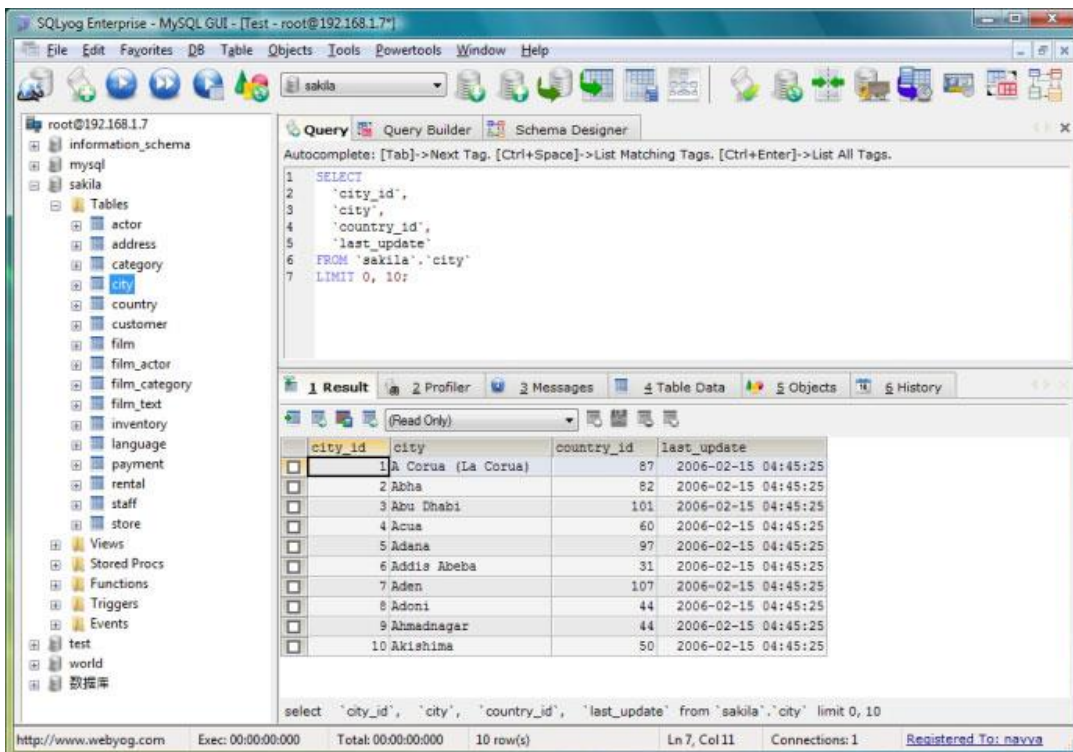 SQLyog Enterprise - MySQL GUI - [Test - root@192.168.1.7*]
File Edit Favorites DB Table Objects Tools Powertools Window Help
sakila
root@192.168.1.7
information_schema
mysql
sakila
Tables
actor
address
category
city
country
customer
film
film_actor
film_category
film_text
inventory
language
payment
rental
staff
store
Views
Stored Procs
Functions
Triggers
Events
test
world
数据库
Query Query Builder Schema Designer
Autocomplete: [Tab]->Next Tag. [Ctrl+Space]->List Matching Tags. [Ctrl+Enter]->List All Tags.
1 SELECT
2 `city_id`,
3 `city`,
4 `country_id`,
5 `last_update`
6 FROM `sakila`.`city`
7 LIMIT 0, 10;
1 Result 2 Profiler 3 Messages 4 Table Data 5 Objects 6 History
(Read Only)
city_id city country_id last_update
1 A Corua (La Corua) 87 2006-02-15 04:45:25
2 Abha 82 2006-02-15 04:45:25
3 Abu Dhabi 101 2006-02-15 04:45:25
4 Acua 60 2006-02-15 04:45:25
5 Adana 97 2006-02-15 04:45:25
6 Addis Abeba 31 2006-02-15 04:45:25
7 Aden 107 2006-02-15 04:45:25
8 Adoni 44 2006-02-15 04:45:25
9 Ahmadnagar 44 2006-02-15 04:45:25
10 Akishima 50 2006-02-15 04:45:25
select `city_id`, `city`, `country_id`, `last_update` from `sakila`.`city` limit 0, 10
http://www.webyog.com Exec: 00:00:00:000 Total: 00:00:00:000 10 row(s) Ln 7, Col 11 Connections: 1 Registered To: navva